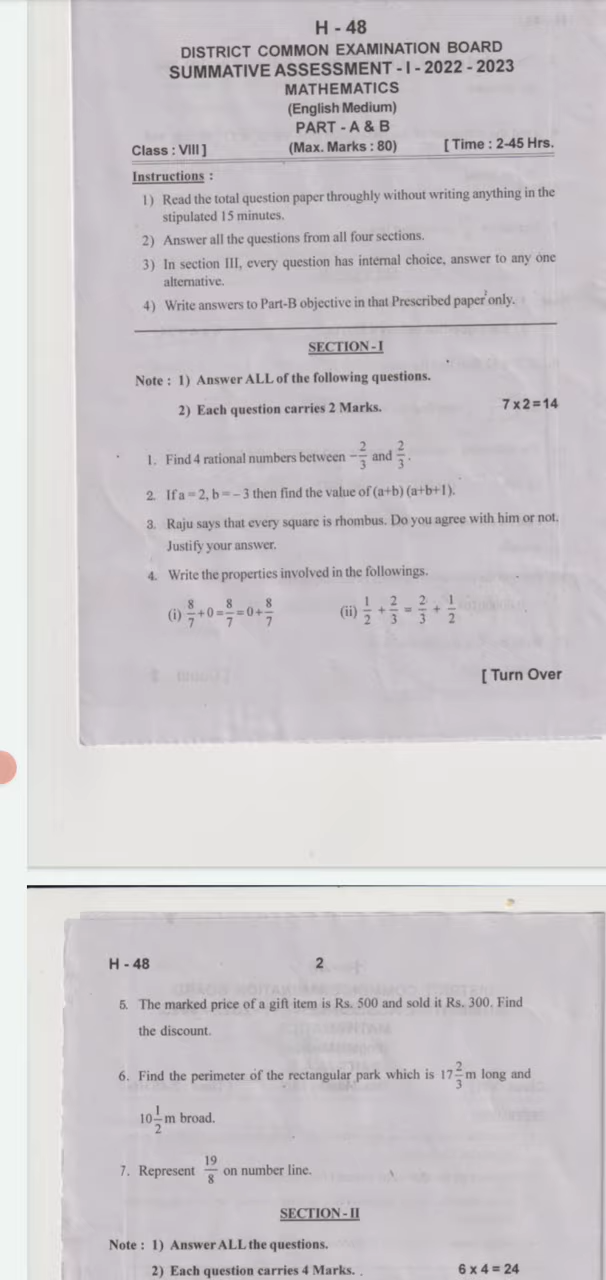 H - 48
DISTRICT COMMON EXAMINATION BOARD
SUMMATIVE ASSESSMENT - I - 2022 - 2023
MATHEMATICS
(English Medium)
PART - A & B
Class : VIII ] (Max. Marks : 80) [ Time : 2-45 Hrs.
Instructions :
1) Read the total question paper throughly without writing anything in the
stipulated 15 minutes.
2) Answer all the questions from all four sections.
3) In section III, every question has internal choice, answer to any one
alternative.
4) Write answers to Part-B objective in that Prescribed paper only.
SECTION - I
Note : 1) Answer ALL of the following questions.
2) Each question carries 2 Marks. 7 x 2 = 14
1. Find 4 rational numbers between -2/3 and 2/3.
2. If a = 2, b = - 3 then find the value of (a+b) (a+b+1).
3. Raju says that every square is rhombus. Do you agree with him or not.
Justify your answer.
4. Write the properties involved in the followings.
(i) 8/7 + 0 = 8/7 = 0 + 8/7 (ii) 1/2 + 2/3 = 2/3 + 1/2
[ Turn Over
H - 48 2
5. The marked price of a gift item is Rs. 500 and sold it Rs. 300. Find
the discount.
6. Find the perimeter of the rectangular park which is 17 2/3 m long and
10 1/2 m broad.
7. Represent 19/8 on number line.
SECTION - II
Note : 1) Answer ALL the questions.
2) Each question carries 4 Marks. . 6 x 4 = 24